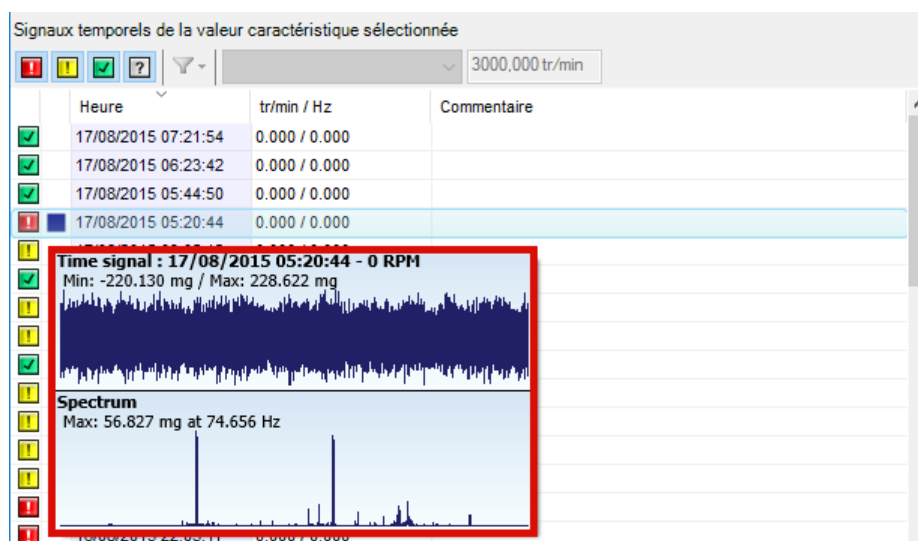 Signaux temporels de la valeur caractéristique sélectionnée
3000,000 tr/min
Heure tr/min / Hz Commentaire
17/08/2015 07:21:54 0.000 / 0.000
17/08/2015 06:23:42 0.000 / 0.000
17/08/2015 05:44:50 0.000 / 0.000
17/08/2015 05:20:44 0.000 / 0.000
Time signal : 17/08/2015 05:20:44 - 0 RPM
Min: -220.130 mg / Max: 228.622 mg
Spectrum
Max: 56.827 mg at 74.656 Hz